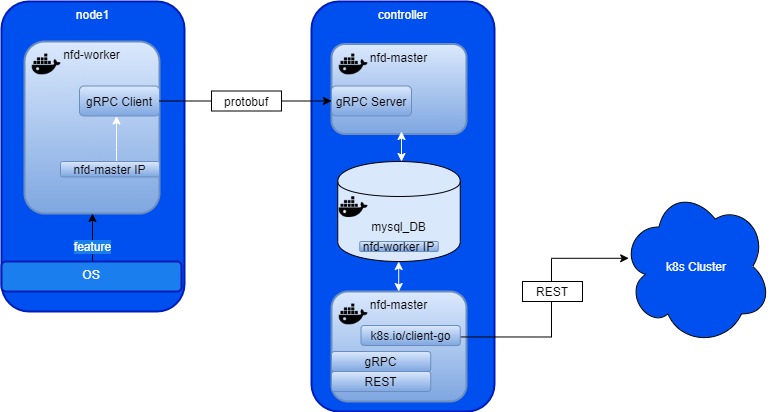 node1
nfd-worker
gRPC Client
nfd-master IP
feature
OS
protobuf
controller
nfd-master
gRPC Server
mysql_DB
nfd-worker IP
nfd-master
k8s.io/client-go
gRPC
REST
REST
k8s Cluster